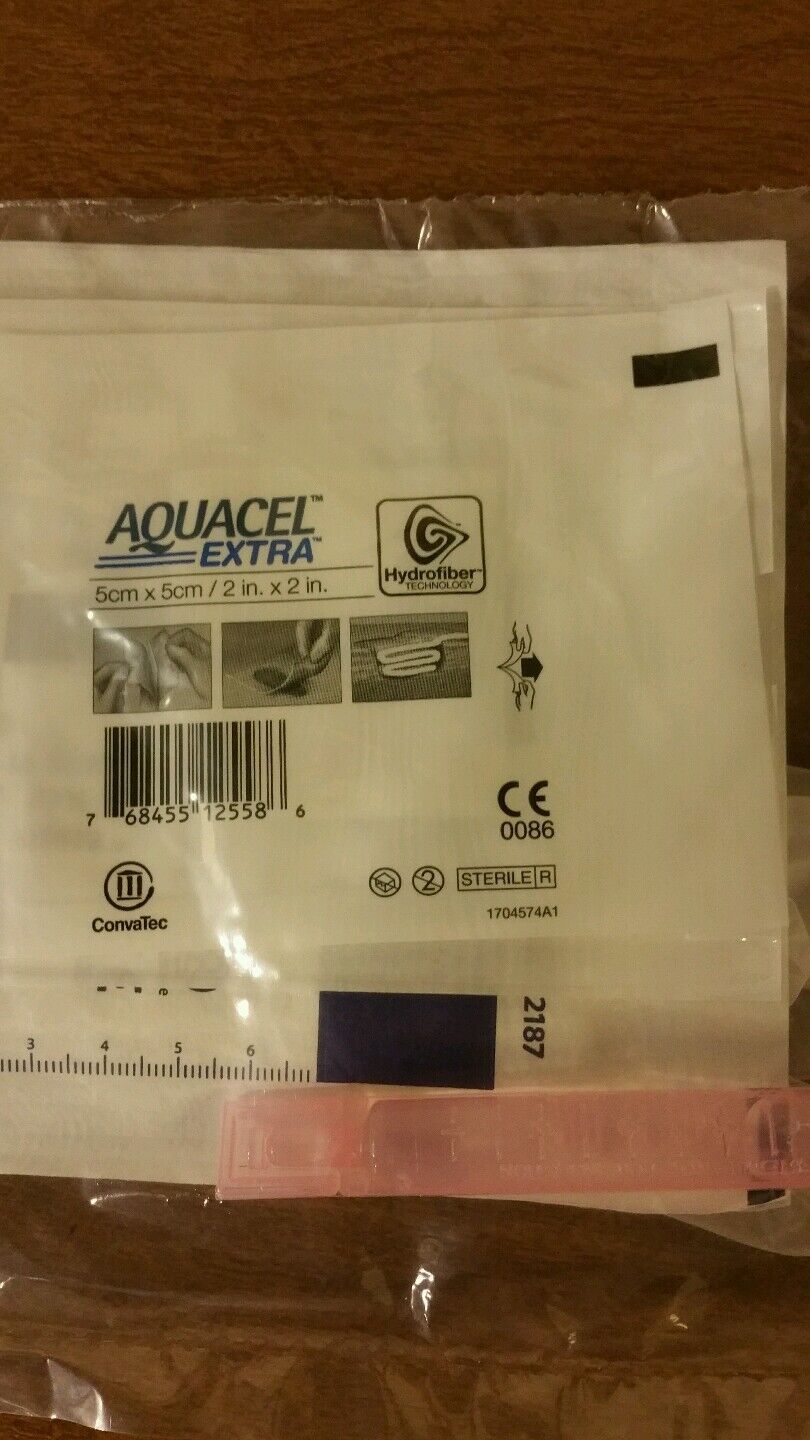 AQUACEL™
EXTRA™
5cm x 5cm / 2 in. x 2 in.
Hydrofiber™
TECHNOLOGY
7 68455 12558 6
CE
0086
ConvaTec
2
STERILE R
1704574A1
3 4 5 6
2187